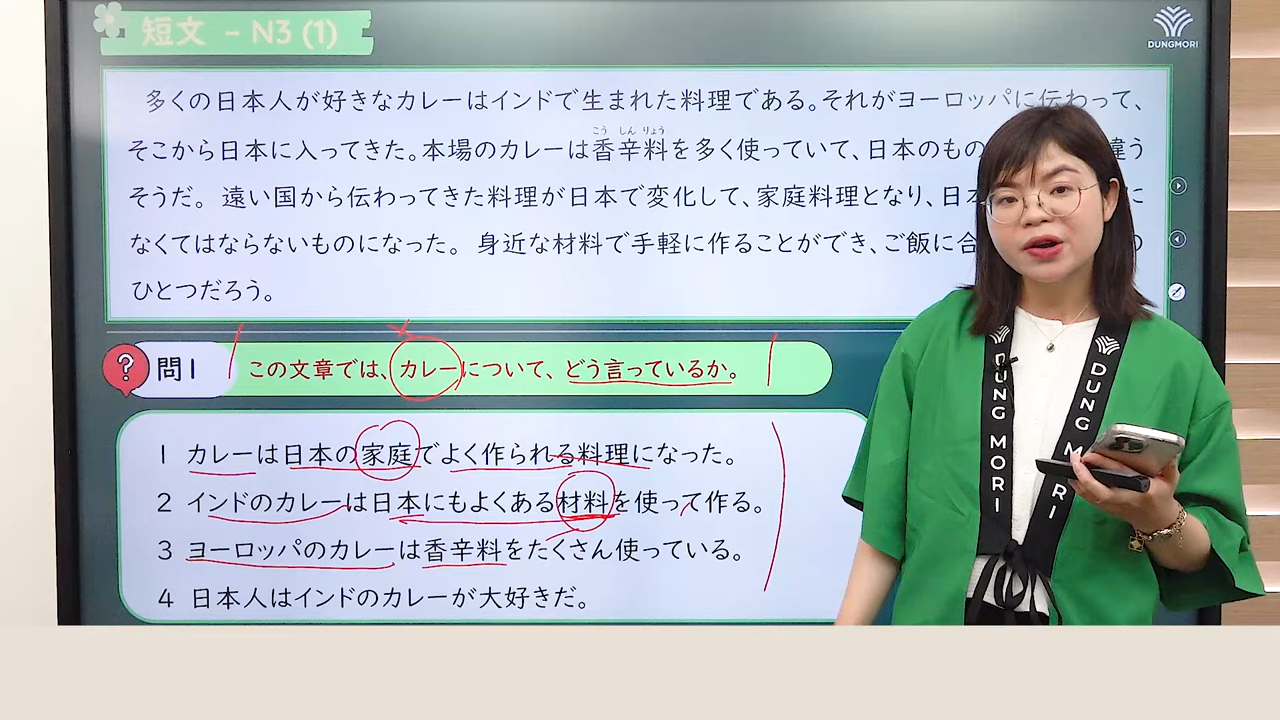 短文 - N3 (1)
DUNGMORI
多くの日本人が好きなカレーはインドで生まれた料理である。それがヨーロッパに伝わって、
こう しん りょう
そこから日本に入ってきた。本場のカレーは香辛料を多く使っていて、日本のもの 違う
そうだ。 遠い国から伝わってきた料理が日本で変化して、家庭料理となり、日本 に
なくてはならないものになった。 身近な材料で手軽に作ることができ、ご飯に合 の
ひとつだろう。
? 問1 この文章では、カレーについて、どう言っているか。
1 カレーは日本の家庭でよく作られる料理になった。
2 インドのカレーは日本にもよくある材料を使って作る。
3 ヨーロッパのカレーは香辛料をたくさん使っている。
4 日本人はインドのカレーが大好きだ。
DUNG MORI
DUNG M RI